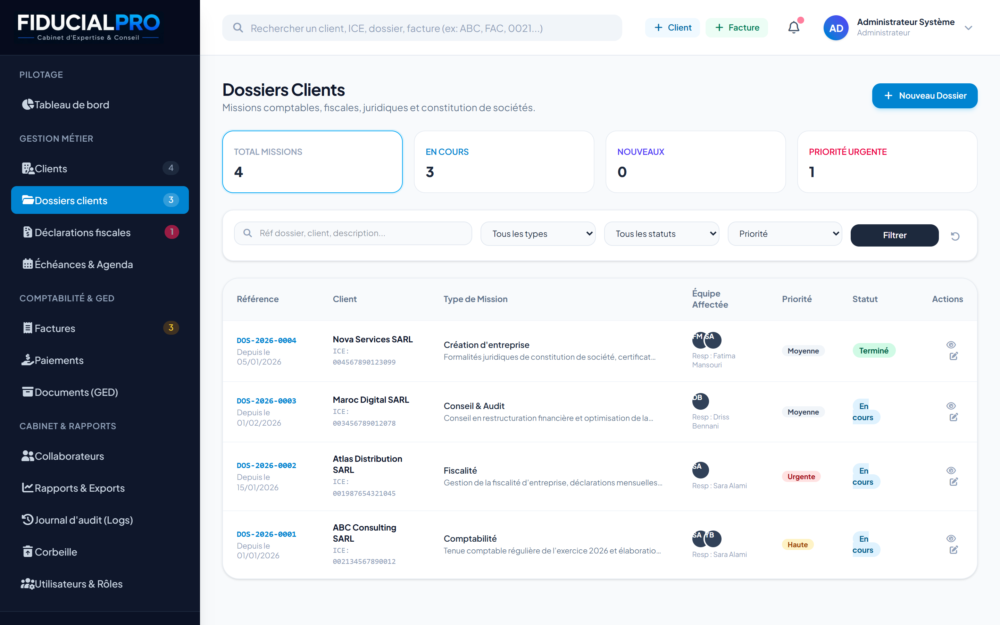 FIDUCIALPRO
Cabinet d'Expertise & Conseil
PILOTAGE
Tableau de bord
GESTION MÉTIER
Clients 4
Dossiers clients 3
Déclarations fiscales 1
Échéances & Agenda
COMPTABILITÉ & GED
Factures 3
Paiements
Documents (GED)
CABINET & RAPPORTS
Collaborateurs
Rapports & Exports
Journal d'audit (Logs)
Corbeille
Utilisateurs & Rôles
Rechercher un client, ICE, dossier, facture (ex: ABC, FAC, 0021...)
+ Client
+ Facture
AD
Administrateur Système
Administrateur
Dossiers Clients
Missions comptables, fiscales, juridiques et constitution de sociétés.
+ Nouveau Dossier
TOTAL MISSIONS
4
EN COURS
3
NOUVEAUX
0
PRIORITÉ URGENTE
1
Réf dossier, client, description...
Tous les types
Tous les statuts
Priorité
Filtrer
Référence
Client
Type de Mission
Équipe
Affectée
Priorité
Statut
Actions
DOS-2026-0004
Depuis le
05/01/2026
Nova Services SARL
ICE:
004567890123099
Création d'entreprise
Formalités juridiques de constitution de société, certificat...
FM SA
Resp : Fatima
Mansouri
Moyenne
Terminé
DOS-2026-0003
Depuis le
01/02/2026
Maroc Digital SARL
ICE:
003456789012078
Conseil & Audit
Conseil en restructuration financière et optimisation de la...
DB
Resp : Driss
Bennani
Moyenne
En
cours
DOS-2026-0002
Depuis le
15/01/2026
Atlas Distribution
SARL
ICE:
001987654321045
Fiscalité
Gestion de la fiscalité d'entreprise, déclarations mensuelles...
SA
Resp : Sara Alami
Urgente
En
cours
DOS-2026-0001
Depuis le
01/01/2026
ABC Consulting
SARL
ICE:
002134567890012
Comptabilité
Tenue comptable régulière de l'exercice 2026 et élaboratio...
SA YB
Resp : Sara Alami
Haute
En
cours